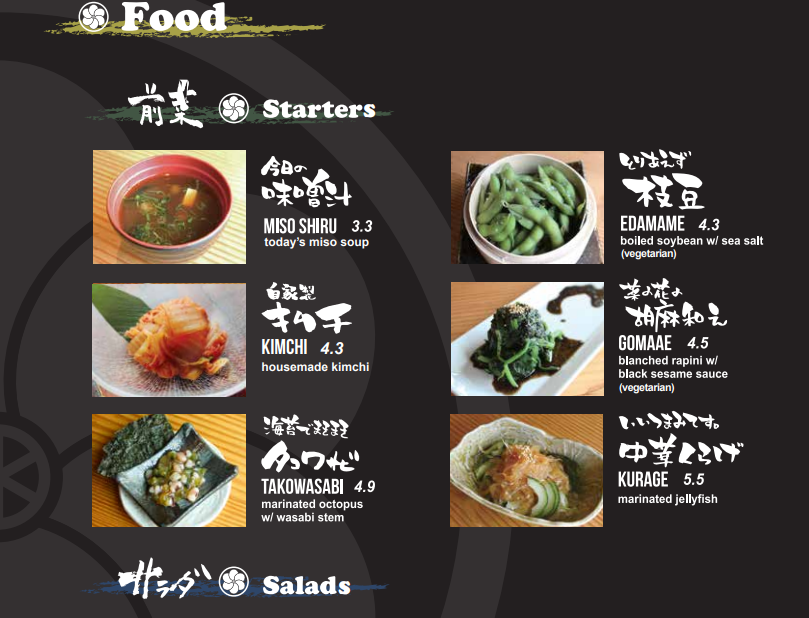 Food
前菜 Starters
今日の
味噌汁
MISO SHIRU 3.3
today's miso soup
とりあえず
枝豆
EDAMAME 4.3
boiled soybean w/ sea salt
(vegetarian)
自家製
キムチ
KIMCHI 4.3
housemade kimchi
菜の花の
胡麻和え
GOMAAE 4.5
blanched rapini w/
black sesame sauce
(vegetarian)
海苔でまきまき
タコワサビ
TAKOWASABI 4.9
marinated octopus
w/ wasabi stem
いいつまみです。
中華くらげ
KURAGE 5.5
marinated jellyfish
サラダ Salads